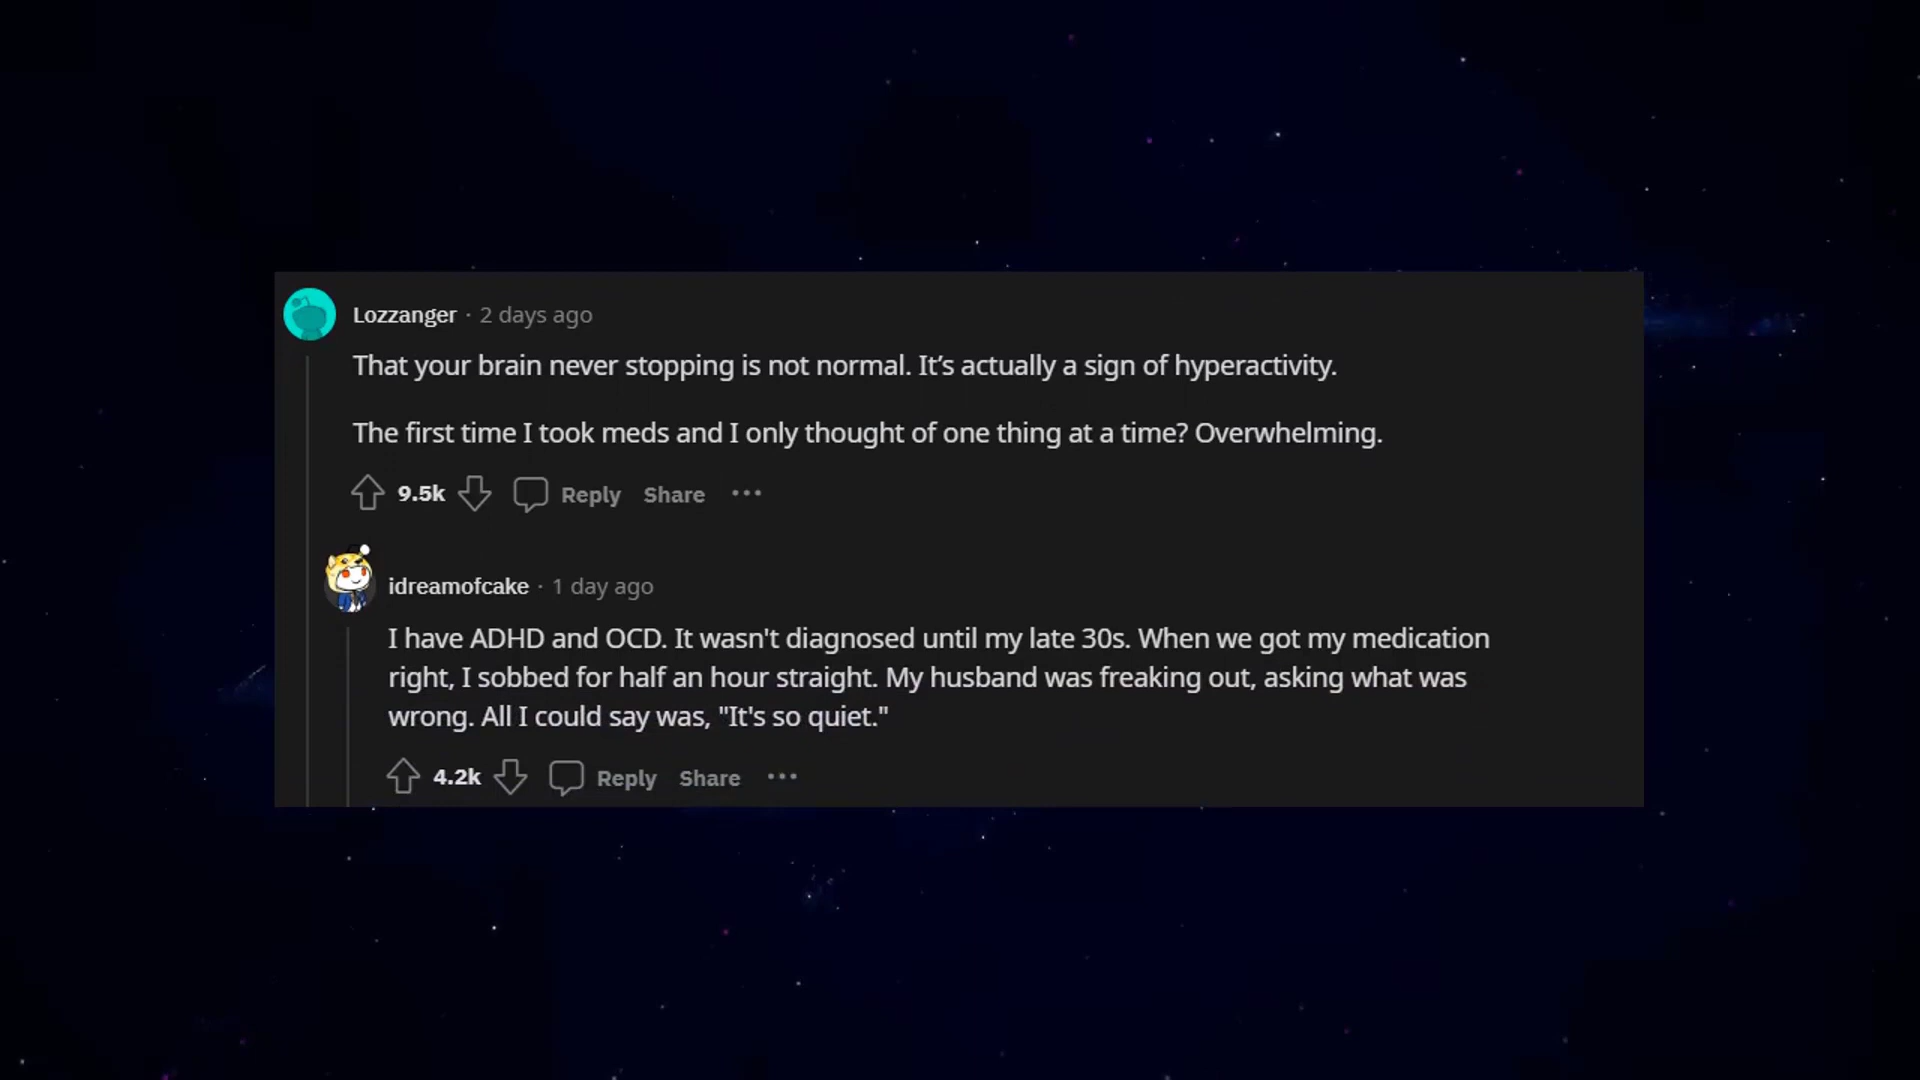 Lozzanger · 2 days ago
That your brain never stopping is not normal. It’s actually a sign of hyperactivity.
The first time I took meds and I only thought of one thing at a time? Overwhelming.
9.5k Reply Share ···
idreamofcake · 1 day ago
I have ADHD and OCD. It wasn't diagnosed until my late 30s. When we got my medication
right, I sobbed for half an hour straight. My husband was freaking out, asking what was
wrong. All I could say was, "It's so quiet."
4.2k Reply Share ···